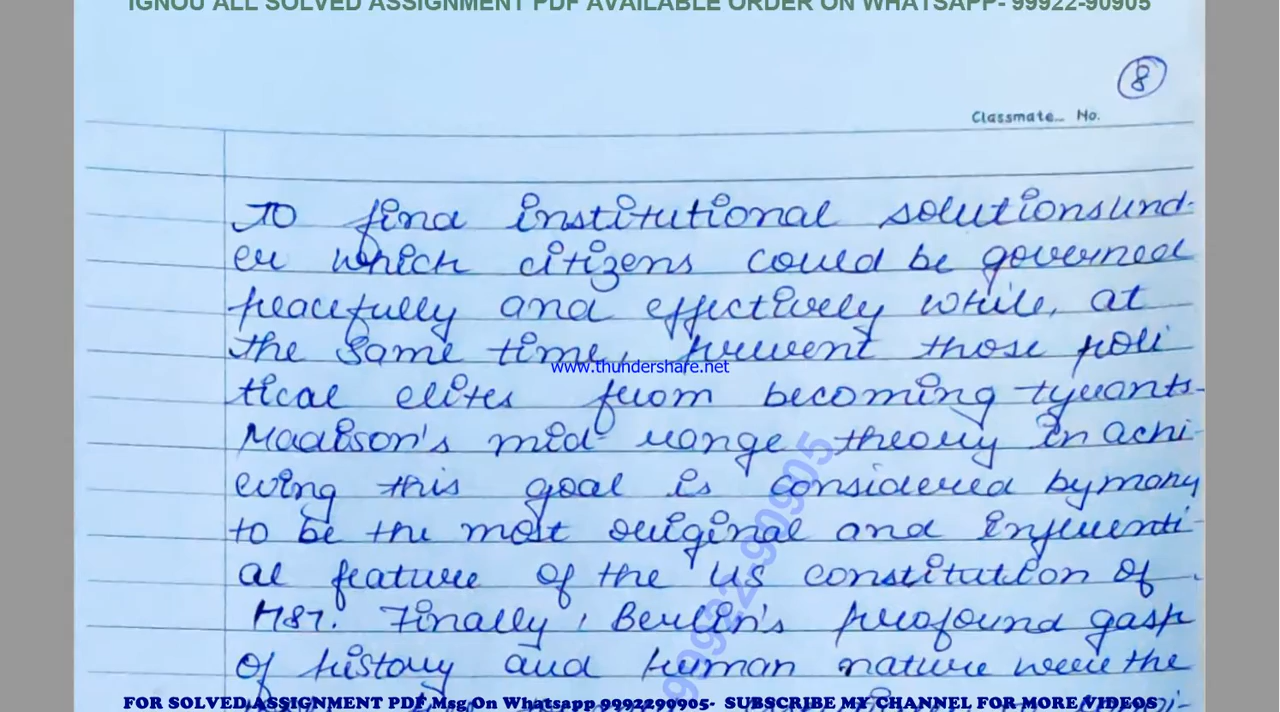 IGNOU ALL SOLVED ASSIGNMENT PDF AVAILABLE ORDER ON WHATSAPP- 99922-90905
8
Classmate... No.
To find institutional solutions und-
er which citizens could be governed
peacefully and effectively while, at
the same time, prevent those poli
tical elites from becoming tyrants.
Madison's mid-range theory in achi-
eving this goal is considered by many
to be the most original and influenti-
al feature of the US constitution of
1787. Finally, Berlin's profound gasp
of history and human nature were the
www.thundershare.net
99922-90905
FOR SOLVED ASSIGNMENT PDF Msg On Whatsapp 9992299905- SUBSCRIBE MY CHANNEL FOR MORE VIDEOS